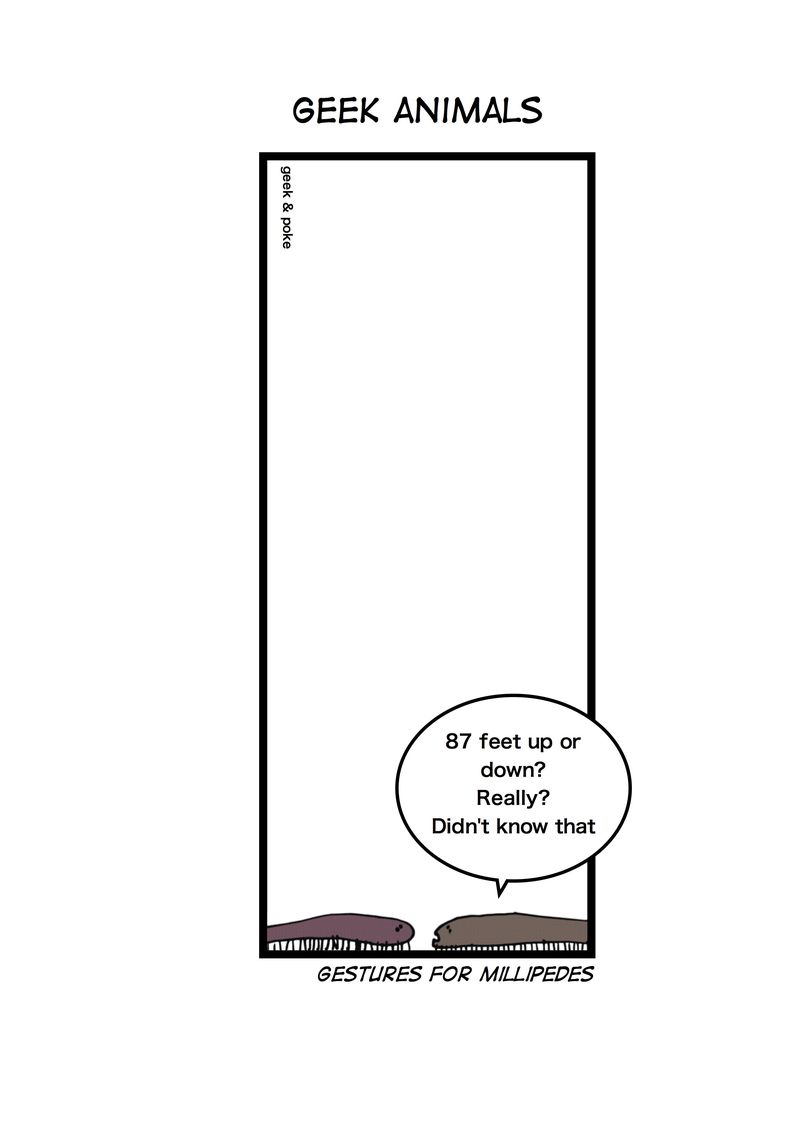 GEEK ANIMALS
geek & poke
87 feet up or
down?
Really?
Didn't know that
GESTURES FOR MILLIPEDES